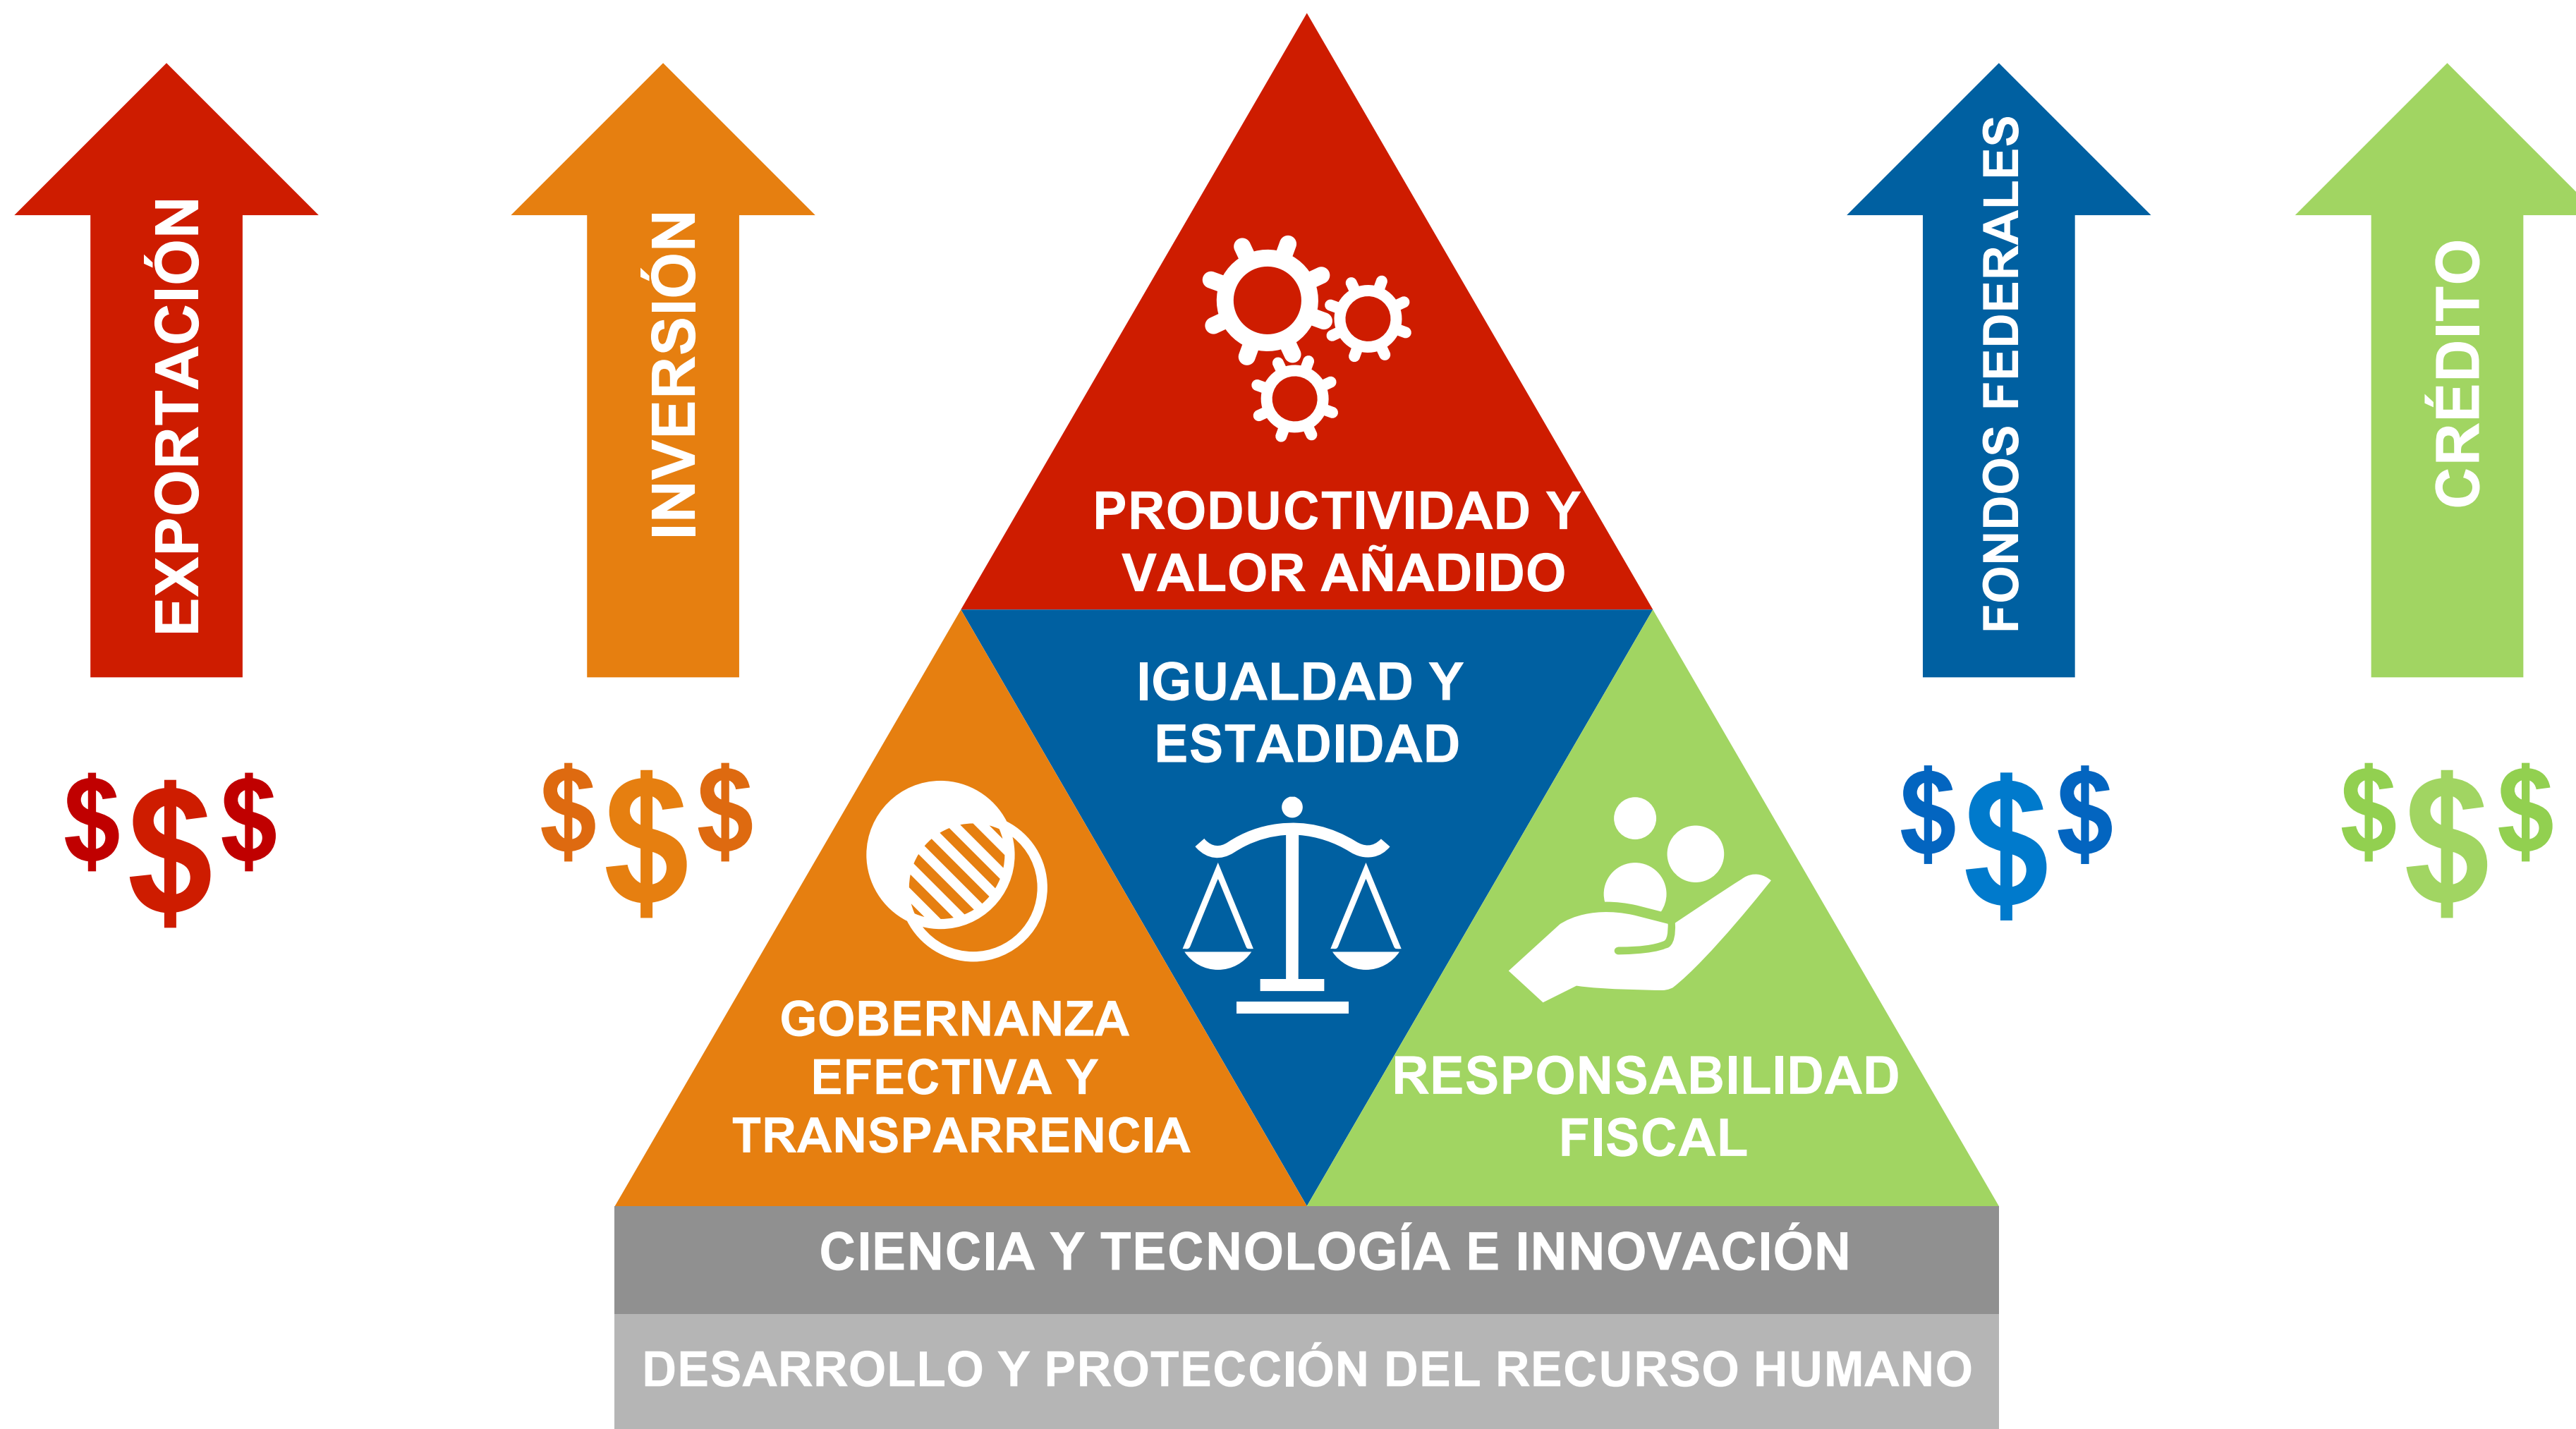 EXPORTACIÓN
$$$
INVERSIÓN
$$$
PRODUCTIVIDAD Y
VALOR AÑADIDO
IGUALDAD Y
ESTADIDAD
GOBERNANZA
EFECTIVA Y
TRANSPARRENCIA
RESPONSABILIDAD
FISCAL
CIENCIA Y TECNOLOGÍA E INNOVACIÓN
DESARROLLO Y PROTECCIÓN DEL RECURSO HUMANO
FONDOS FEDERALES
$$$
CRÉDITO
$$$